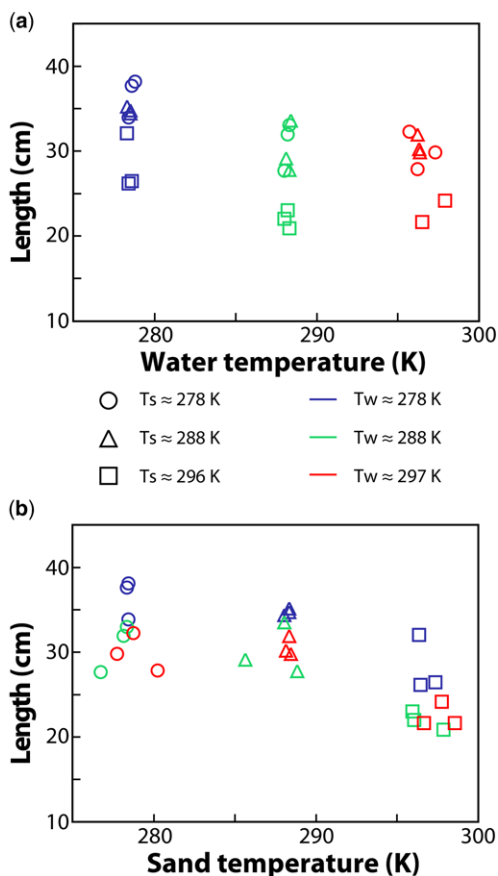 (a)
40
30
20
10
Length (cm)
280 290 300
Water temperature (K)
Ts ≈ 278 K Tw ≈ 278 K
Ts ≈ 288 K Tw ≈ 288 K
Ts ≈ 296 K Tw ≈ 297 K
(b)
40
30
20
10
Length (cm)
280 290 300
Sand temperature (K)